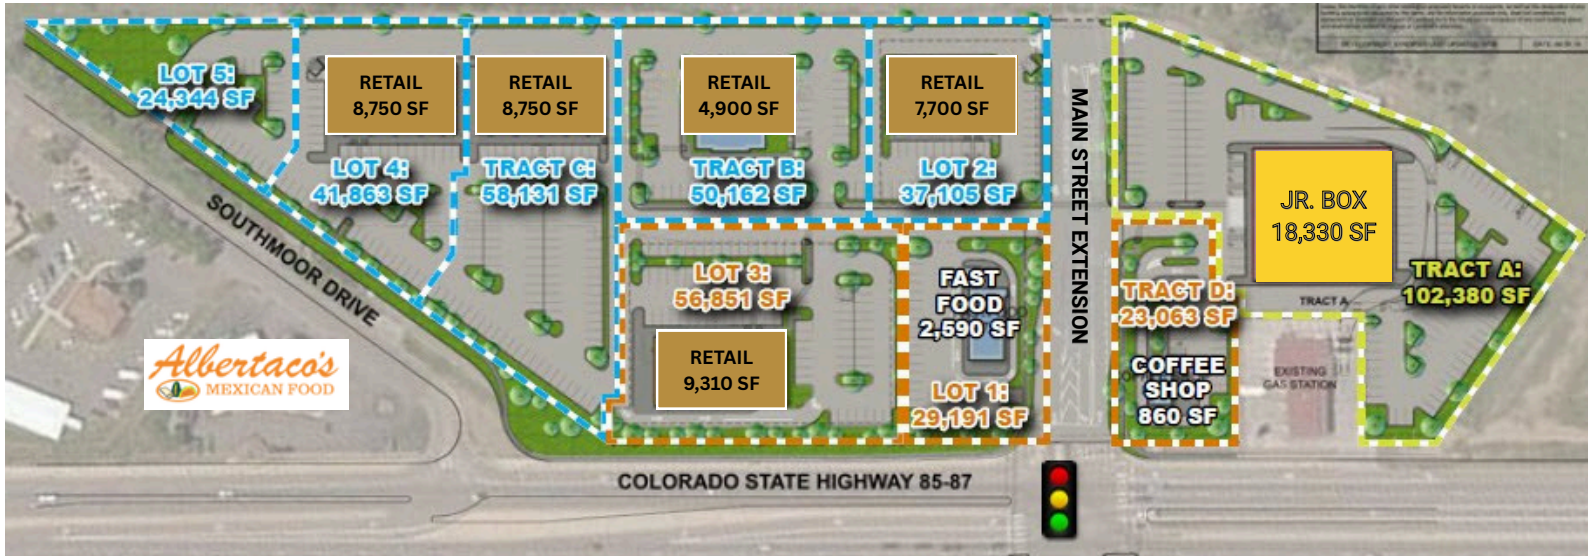 LOT 5:
24,344 SF
RETAIL
8,750 SF
LOT 4:
41,863 SF
RETAIL
8,750 SF
TRACT C:
58,131 SF
RETAIL
4,900 SF
TRACT B:
50,162 SF
RETAIL
7,700 SF
LOT 2:
37,105 SF
MAIN STREET EXTENSION
JR. BOX
18,330 SF
TRACT A:
102,380 SF
TRACT A
SOUTHMOOR DRIVE
LOT 3:
56,851 SF
RETAIL
9,310 SF
FAST
FOOD
2,590 SF
LOT 1:
29,191 SF
TRACT D:
23,063 SF
COFFEE
SHOP
860 SF
EXISTING
GAS STATION
Albertaco's
MEXICAN FOOD
COLORADO STATE HIGHWAY 85-87